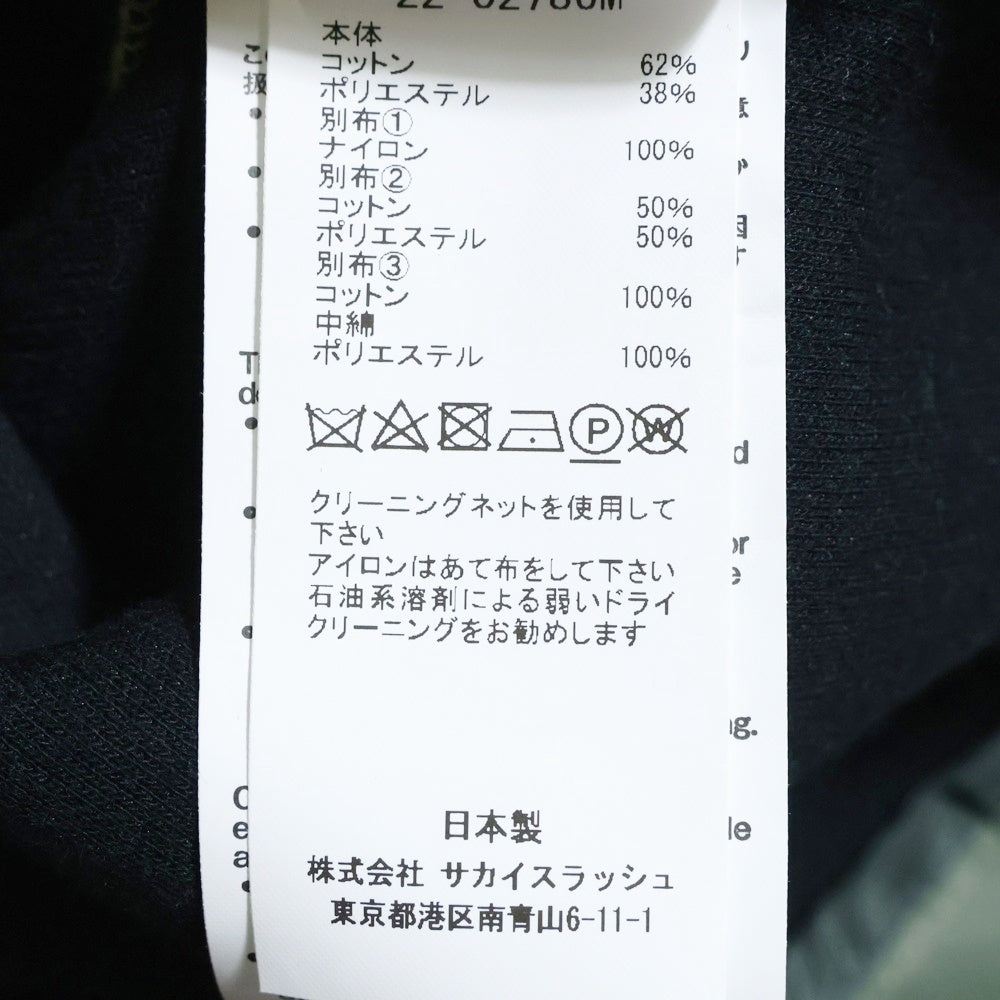 本体
コットン 62%
ポリエステル 38%
別布①
ナイロン 100%
別布②
コットン 50%
ポリエステル 50%
別布③
コットン 100%
中綿
ポリエステル 100%
P W
クリーニングネットを使用して
下さい
アイロンはあて布をして下さい
石油系溶剤による弱いドライ
クリーニングをお勧めします
日本製
株式会社 サカイスラッシュ
東京都港区南青山6-11-1